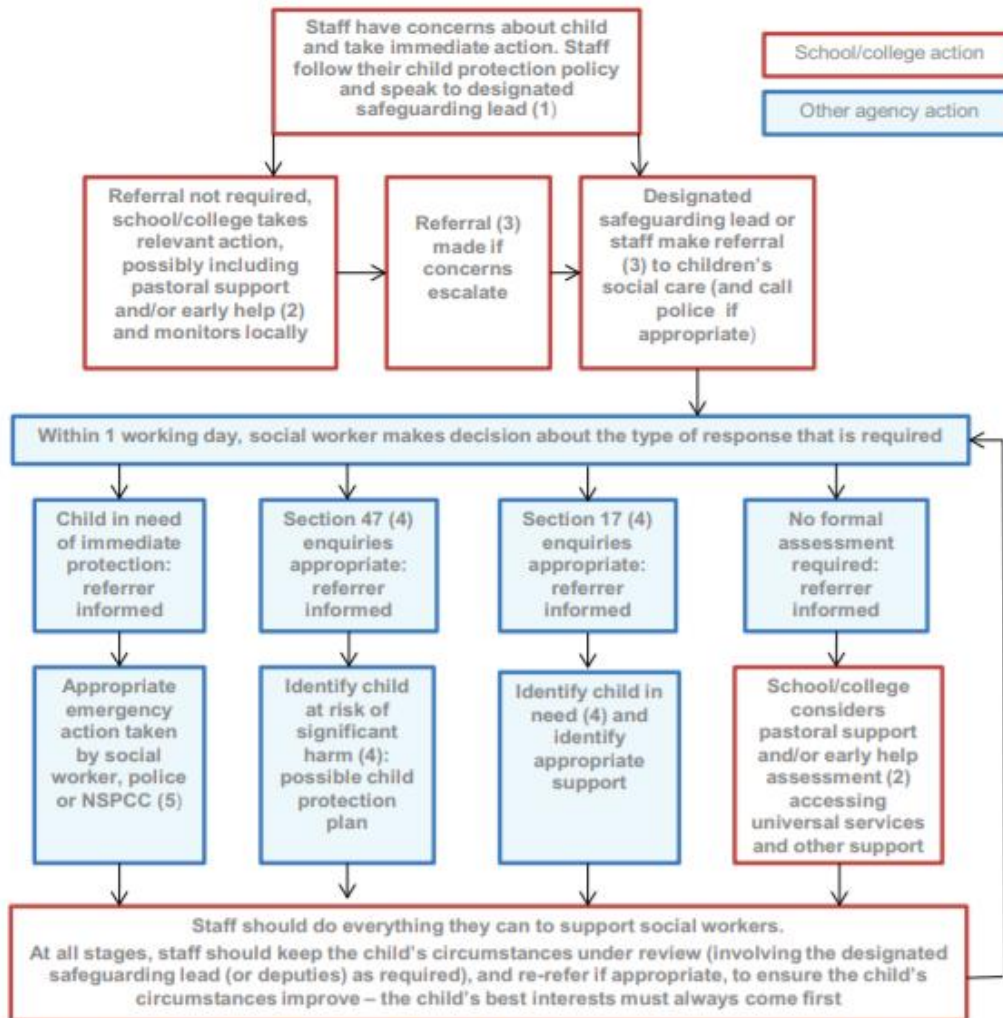 Staff have concerns about child
and take immediate action. Staff
follow their child protection policy
and speak to designated
safeguarding lead (1)
School/college action
Other agency action
Referral not required,
school/college takes
relevant action,
possibly including
pastoral support
and/or early help (2)
and monitors locally
Referral (3)
made if
concerns
escalate
Designated
safeguarding lead or
staff make referral
(3) to children's
social care (and call
police if
appropriate)
Within 1 working day, social worker makes decision about the type of response that is required
Child in need
of immediate
protection:
referrer
informed
Section 47 (4)
enquiries
appropriate:
referrer
informed
Section 17 (4)
enquiries
appropriate:
referrer
informed
No formal
assessment
required:
referrer
informed
Appropriate
emergency
action taken
by social
worker, police
or NSPCC (5)
Identify child
at risk of
significant
harm (4):
possible child
protection
plan
Identify child in
need (4) and
identify
appropriate
support
School/college
considers
pastoral support
and/or early help
assessment (2)
accessing
universal services
and other support
Staff should do everything they can to support social workers.
At all stages, staff should keep the child's circumstances under review (involving the designated
safeguarding lead (or deputies) as required), and re-refer if appropriate, to ensure the child's
circumstances improve – the child's best interests must always come first